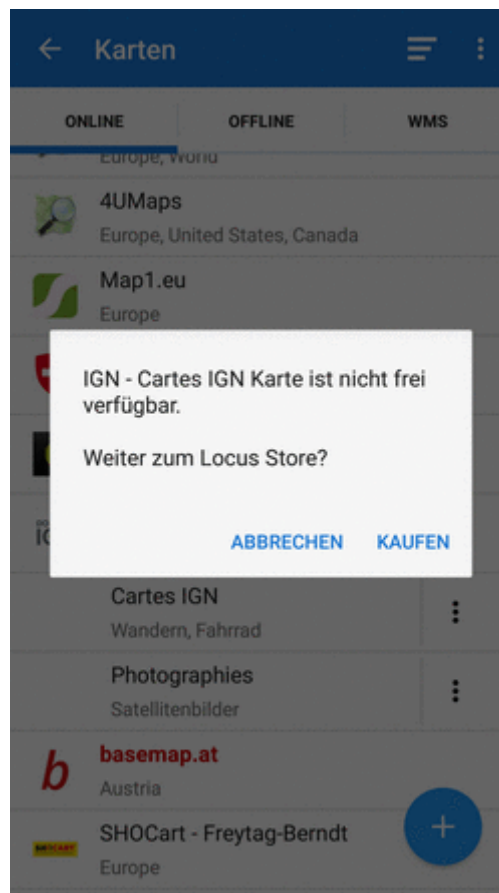 Karten
ONLINE OFFLINE WMS
Europe, World
4UMaps
Europe, United States, Canada
Map1.eu
Europe
IGN - Cartes IGN Karte ist nicht frei
verfügbar.
Weiter zum Locus Store?
ABBRECHEN KAUFEN
Cartes IGN
Wandern, Fahrrad
Photographies
Satellitenbilder
basemap.at
Austria
SHOCart - Freytag-Berndt
Europe